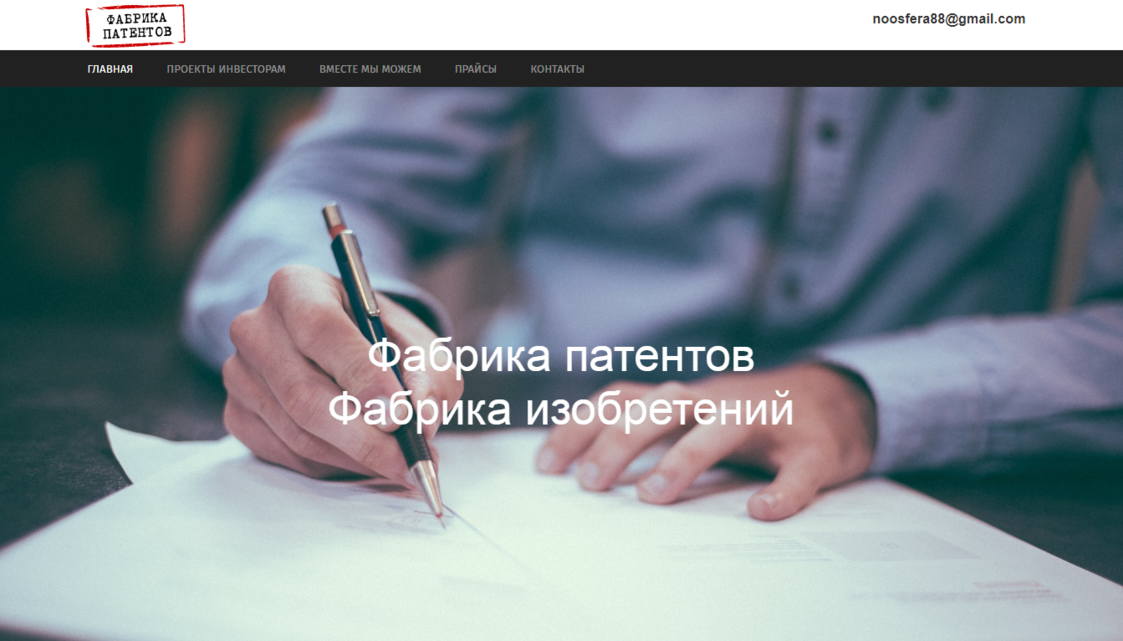 ФАБРИКА
ПАТЕНТОВ
noosfera88@gmail.com
ГЛАВНАЯ ПРОЕКТЫ ИНВЕСТОРАМ ВМЕСТЕ МЫ МОЖЕМ ПРАЙСЫ КОНТАКТЫ
Фабрика патентов
Фабрика изобретений